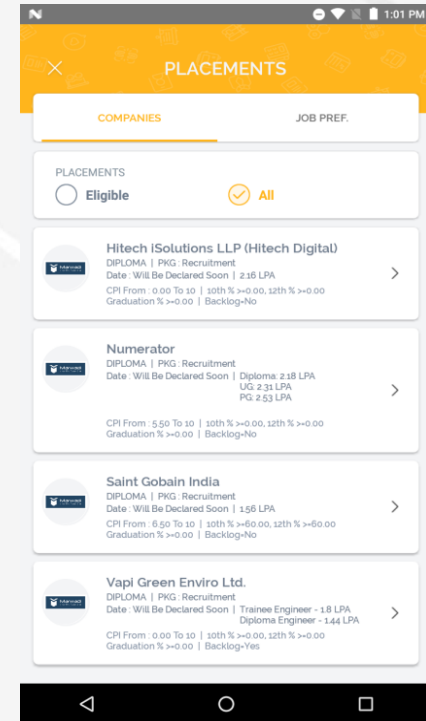 1:01 PM
PLACEMENTS
COMPANIES JOB PREF.
PLACEMENTS
Eligible All
Hitech iSolutions LLP (Hitech Digital)
DIPLOMA | PKG : Recruitment
Date : Will Be Declared Soon | 2.16 LPA
CPI From : 0.00 To 10 | 10th % >=0.00, 12th % >=0.00
Graduation % >=0.00 | Backlog=No
Numerator
DIPLOMA | PKG : Recruitment
Date : Will Be Declared Soon | Diploma: 2.18 LPA
UG: 2.31 LPA
PG: 2.53 LPA
CPI From : 5.50 To 10 | 10th % >=0.00, 12th % >=0.00
Graduation % >=0.00 | Backlog=No
Saint Gobain India
DIPLOMA | PKG : Recruitment
Date : Will Be Declared Soon | 1.56 LPA
CPI From : 6.50 To 10 | 10th % >=60.00, 12th % >=60.00
Graduation % >=0.00 | Backlog=No
Vapi Green Enviro Ltd.
DIPLOMA | PKG : Recruitment
Date : Will Be Declared Soon | Trainee Engineer - 1.8 LPA
Diploma Engineer - 1.44 LPA
CPI From : 0.00 To 10 | 10th % >=0.00, 12th % >=0.00
Graduation % >=0.00 | Backlog=Yes